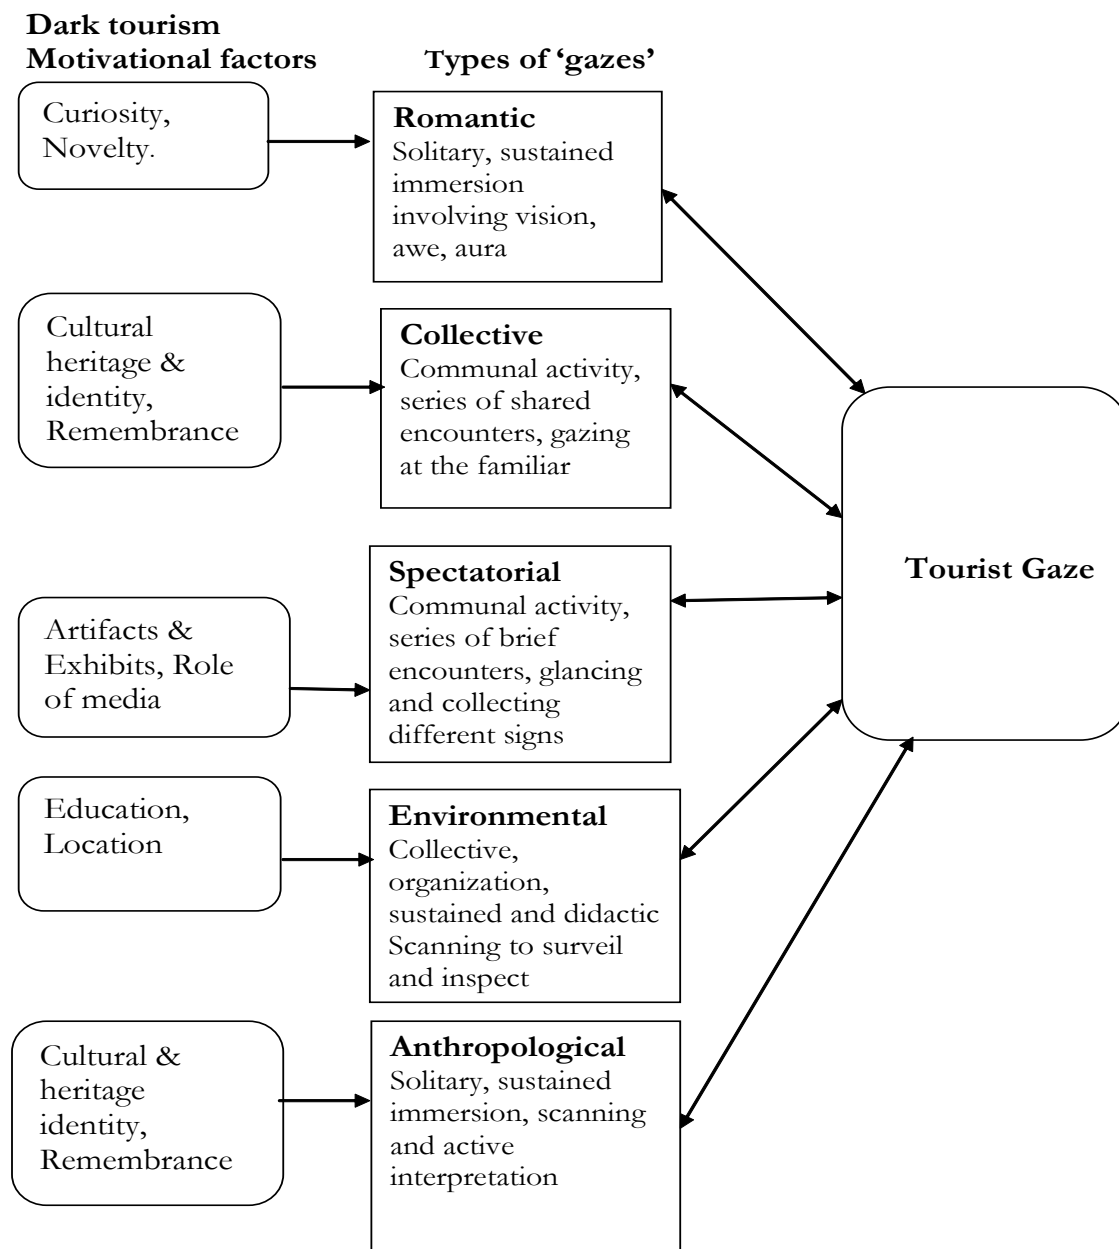 Dark tourism
Motivational factors
Types of ‘gazes’
Curiosity,
Novelty.
Romantic
Solitary, sustained
immersion
involving vision,
awe, aura
Cultural
heritage &
identity,
Remembrance
Collective
Communal activity,
series of shared
encounters, gazing
at the familiar
Tourist Gaze
Artifacts &
Exhibits, Role
of media
Spectatorial
Communal activity,
series of brief
encounters, glancing
and collecting
different signs
Education,
Location
Environmental
Collective,
organization,
sustained and didactic
Scanning to surveil
and inspect
Cultural &
heritage
identity,
Remembrance
Anthropological
Solitary, sustained
immersion, scanning
and active
interpretation